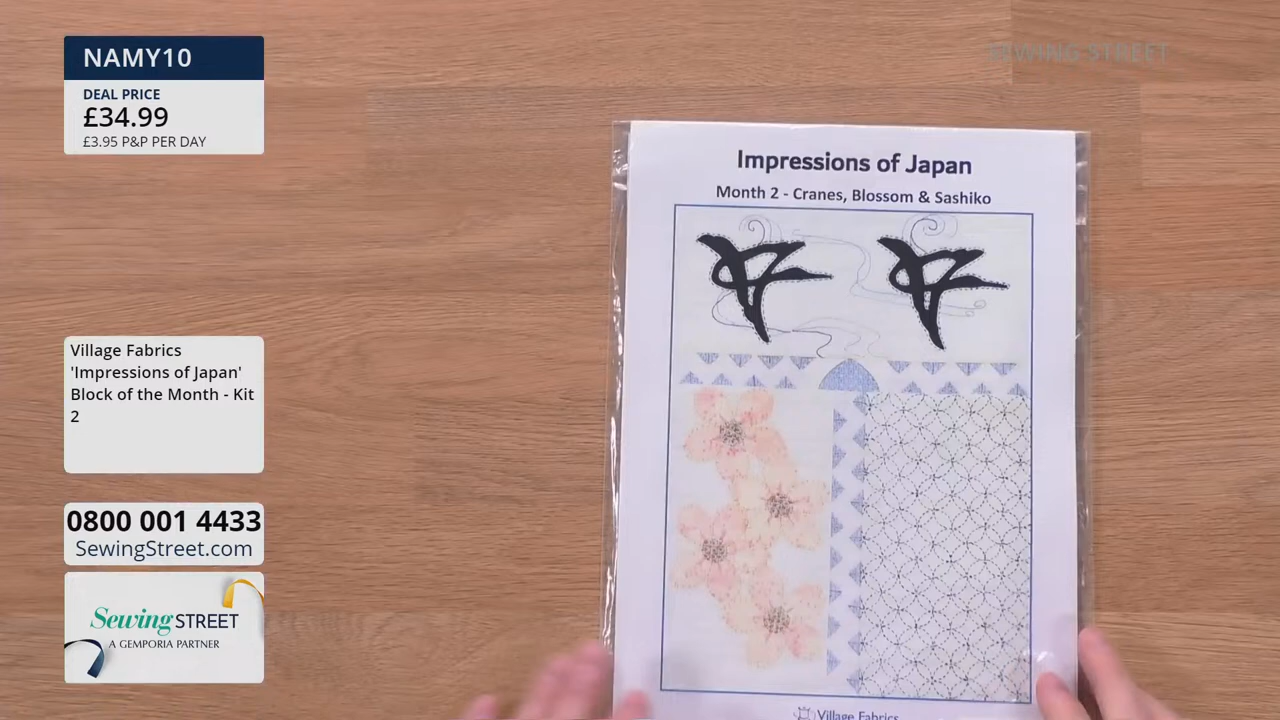 NAMY10
DEAL PRICE
£34.99
£3.95 P&P PER DAY
SEWING STREET
Impressions of Japan
Month 2 - Cranes, Blossom & Sashiko
Village Fabrics
'Impressions of Japan'
Block of the Month - Kit
2
0800 001 4433
SewingStreet.com
Sewing STREET
A GEMPORIA PARTNER
Village Fabrics